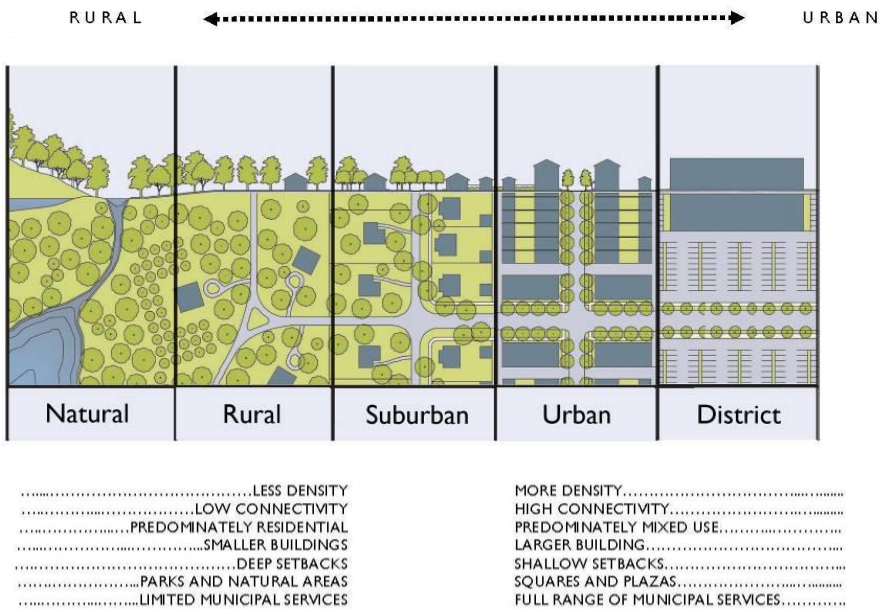 RURAL URBAN
Natural Rural Suburban Urban District
....................................................LESS DENSITY
.......................................LOW CONNECTIVITY
.........................PREDOMINATELY RESIDENTIAL
..........................................SMALLER BUILDINGS
.................................................DEEP SETBACKS
...........................PARKS AND NATURAL AREAS
...........................LIMITED MUNICIPAL SERVICES
MORE DENSITY..................................................
HIGH CONNECTIVITY........................................
PREDOMINATELY MIXED USE...........................
LARGER BUILDING.............................................
SHALLOW SETBACKS.........................................
SQUARES AND PLAZAS.....................................
FULL RANGE OF MUNICIPAL SERVICES.............